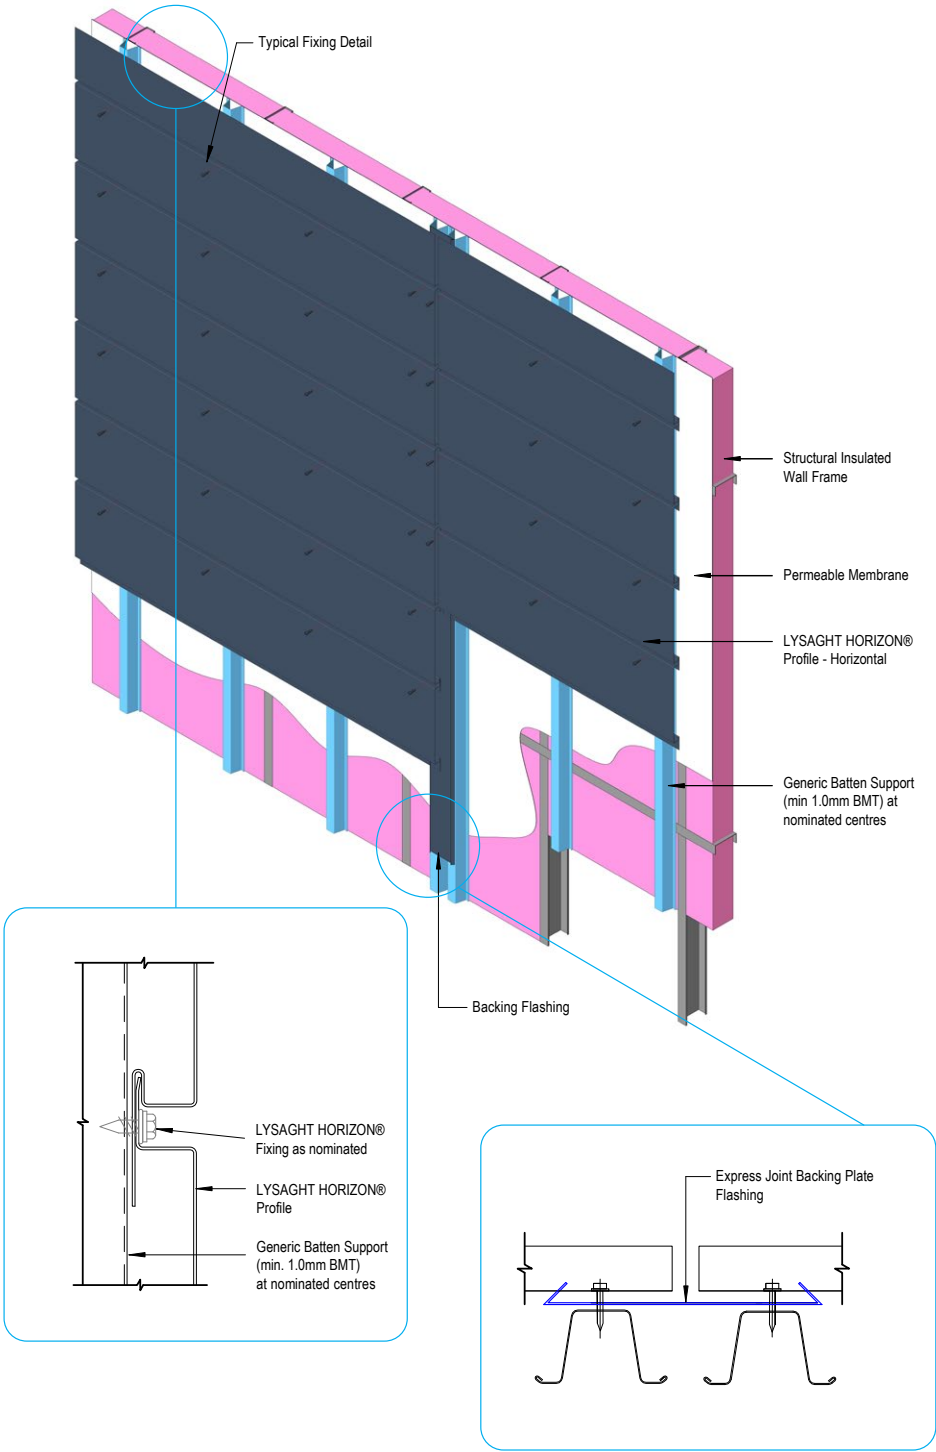 Typical Fixing Detail
Structural Insulated
Wall Frame
Permeable Membrane
LYSAGHT HORIZON®
Profile - Horizontal
Generic Batten Support
(min 1.0mm BMT) at
nominated centres
Backing Flashing
LYSAGHT HORIZON®
Fixing as nominated
LYSAGHT HORIZON®
Profile
Generic Batten Support
(min. 1.0mm BMT)
at nominated centres
Express Joint Backing Plate
Flashing